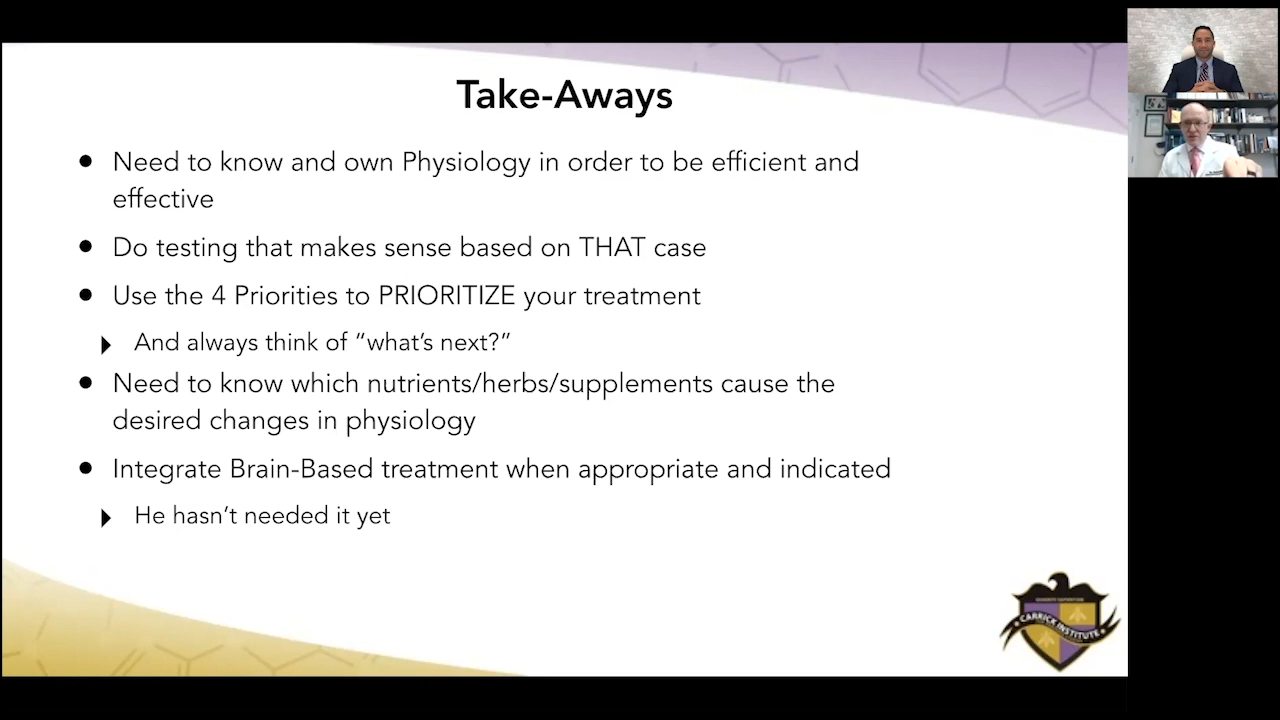 Take-Aways
• Need to know and own Physiology in order to be efficient and
effective
• Do testing that makes sense based on THAT case
• Use the 4 Priorities to PRIORITIZE your treatment
And always think of “what’s next?”
• Need to know which nutrients/herbs/supplements cause the
desired changes in physiology
• Integrate Brain-Based treatment when appropriate and indicated
He hasn’t needed it yet
CARRICK INSTITUTE